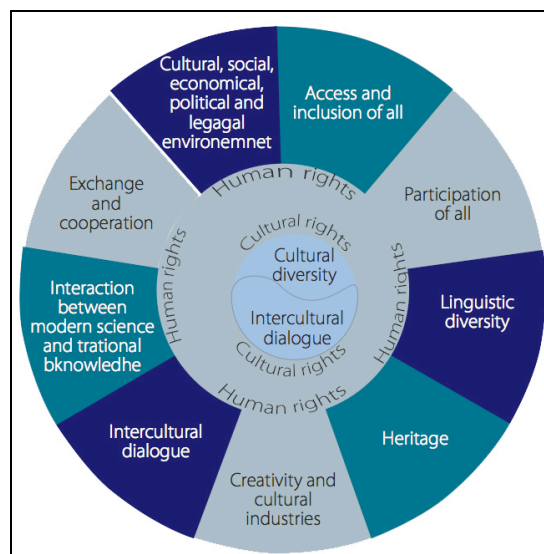 Cultural, social,
economical,
political and
legagal
environemnet
Access and
inclusion of all
Participation
of all
Linguistic
diversity
Heritage
Creativity and
cultural
industries
Intercultural
dialogue
Interaction
between
modern science
and trational
bknowledhe
Exchange
and
cooperation
Human rights
Human rights
Human rights
Human rights
Cultural rights
Cultural
diversity
Intercultural
dialogue
Cultural rights